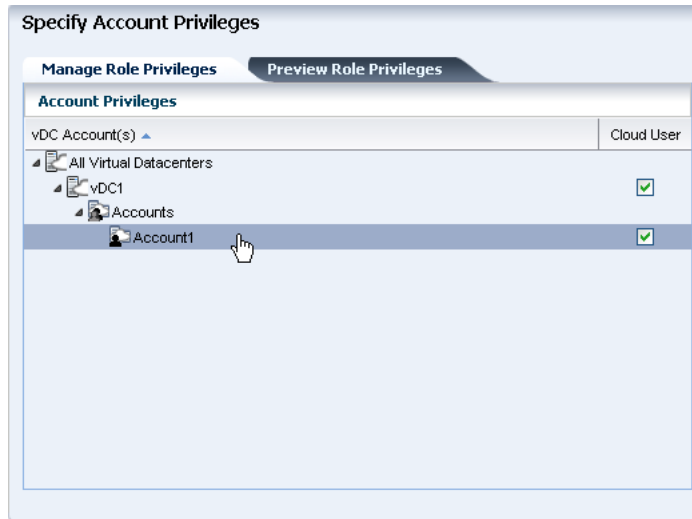 Specify Account Privileges
Manage Role Privileges Preview Role Privileges
Account Privileges
vDC Account(s) Cloud User
All Virtual Datacenters
vDC1
Accounts
Account1